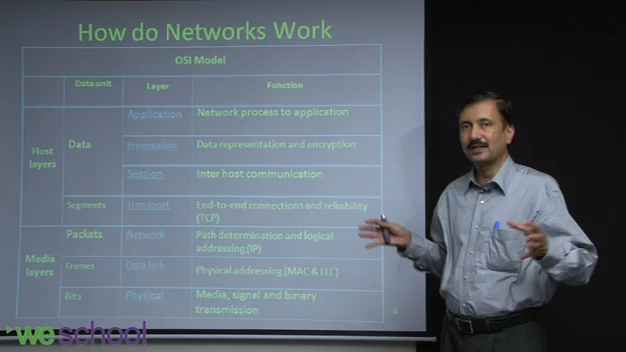 How do Networks Work
OSI Model
Data unit Layer Function
Application Network process to application
Host layers Data Presentation Data representation and encryption
Session Inter host communication
Segments Transport End-to-end connections and reliability
(TCP)
Packets Network Path determination and logical
addressing (IP)
Media layers Frames Data link Physical addressing (MAC & LLC)
Bits Physical Media, signal and binary
transmission
6
we school